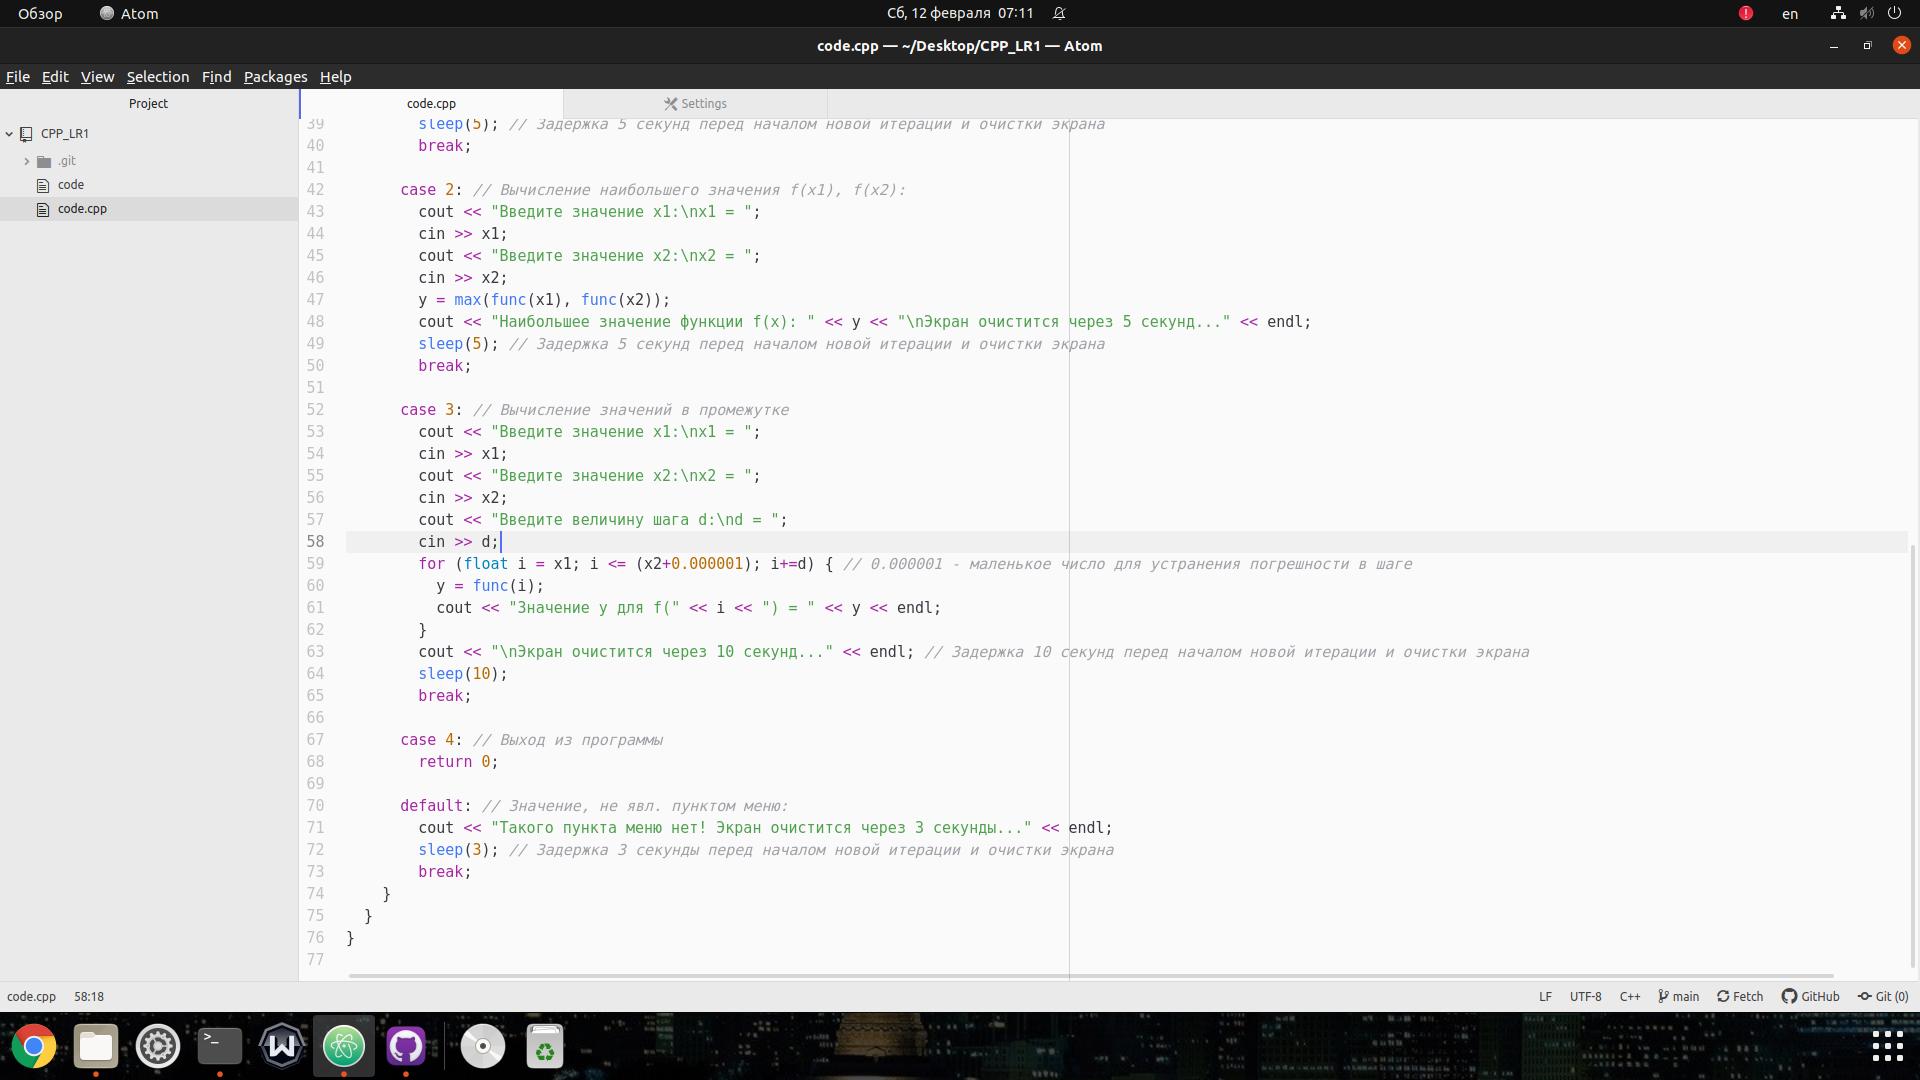 Обзор Atom Сб, 12 февраля 07:11 en
code.cpp — ~/Desktop/CPP_LR1 — Atom
File Edit View Selection Find Packages Help
Project code.cpp Settings
CPP_LR1
.git
code
code.cpp
39 sleep(5); // Задержка 5 секунд перед началом новой итерации и очистки экрана
40 break;
41
42 case 2: // Вычисление наибольшего значения f(x1), f(x2):
43 cout << "Введите значение x1:\nx1 = ";
44 cin >> x1;
45 cout << "Введите значение x2:\nx2 = ";
46 cin >> x2;
47 y = max(func(x1), func(x2));
48 cout << "Наибольшее значение функции f(x): " << y << "\nЭкран очистится через 5 секунд..." << endl;
49 sleep(5); // Задержка 5 секунд перед началом новой итерации и очистки экрана
50 break;
51
52 case 3: // Вычисление значений в промежутке
53 cout << "Введите значение x1:\nx1 = ";
54 cin >> x1;
55 cout << "Введите значение x2:\nx2 = ";
56 cin >> x2;
57 cout << "Введите величину шага d:\nd = ";
58 cin >> d;
59 for (float i = x1; i <= (x2+0.000001); i+=d) { // 0.000001 - маленькое число для устранения погрешности в шаге
60 y = func(i);
61 cout << "Значение y для f(" << i << ") = " << y << endl;
62 }
63 cout << "\nЭкран очистится через 10 секунд..." << endl; // Задержка 10 секунд перед началом новой итерации и очистки экрана
64 sleep(10);
65 break;
66
67 case 4: // Выход из программы
68 return 0;
69
70 default: // Значение, не явл. пунктом меню:
71 cout << "Такого пункта меню нет! Экран очистится через 3 секунды..." << endl;
72 sleep(3); // Задержка 3 секунды перед началом новой итерации и очистки экрана
73 break;
74 }
75 }
76 }
77
code.cpp 58:18 LF UTF-8 C++ main Fetch GitHub Git (0)